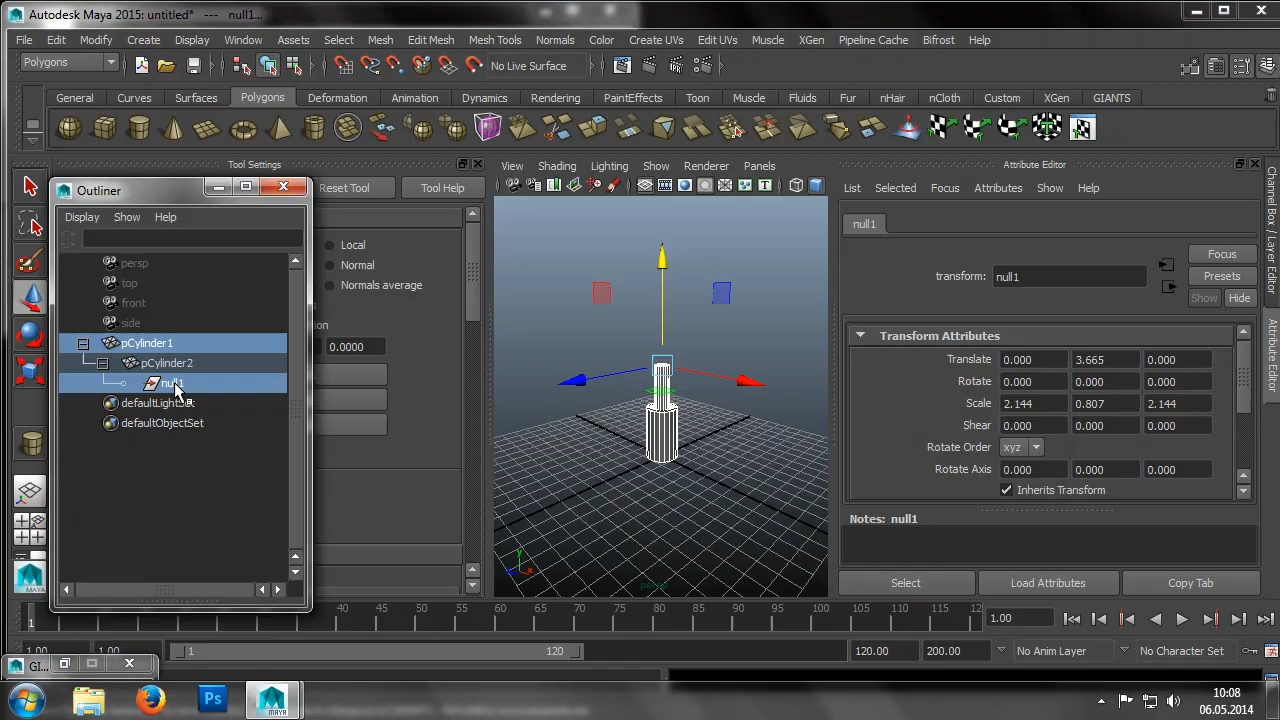 Autodesk Maya 2015: untitled*   ---   null1...
File Edit Modify Create Display Window Assets Select Mesh Edit Mesh Mesh Tools Normals Color Create UVs Edit UVs Muscle XGen Pipeline Cache Bifrost Help
Polygons No Live Surface
General Curves Surfaces Polygons Deformation Animation Dynamics Rendering PaintEffects Toon Muscle Fluids Fur nHair nCloth Custom XGen GIANTS
Tool Settings
Attribute Editor
View Shading Lighting Show Renderer Panels
Outliner
Reset Tool Tool Help
List Selected Focus Attributes Show Help
Display Show Help
null1
Local
Normal
Normals average
0.0000
persp
top
front
side
pCylinder1
pCylinder2
null1
defaultLightSet
defaultObjectSet
transform: null1
Focus
Presets
Show Hide
Transform Attributes
Translate 0.000 3.665 0.000
Rotate 0.000 0.000 0.000
Scale 2.144 0.807 2.144
Shear 0.000 0.000 0.000
Rotate Order xyz
Rotate Axis 0.000 0.000 0.000
Inherits Transform
Notes: null1
Select Load Attributes Copy Tab
Channel Box / Layer Editor
Attribute Editor
y
x
MAYA
1 40 45 50 55 60 65 70 75 80 85 90 95 100 105 110 115 12
1.00
1.00 1.00 1 120 120.00 200.00 No Anim Layer No Character Set
GI...
Ps
MAYA
10:08
06.05.2014